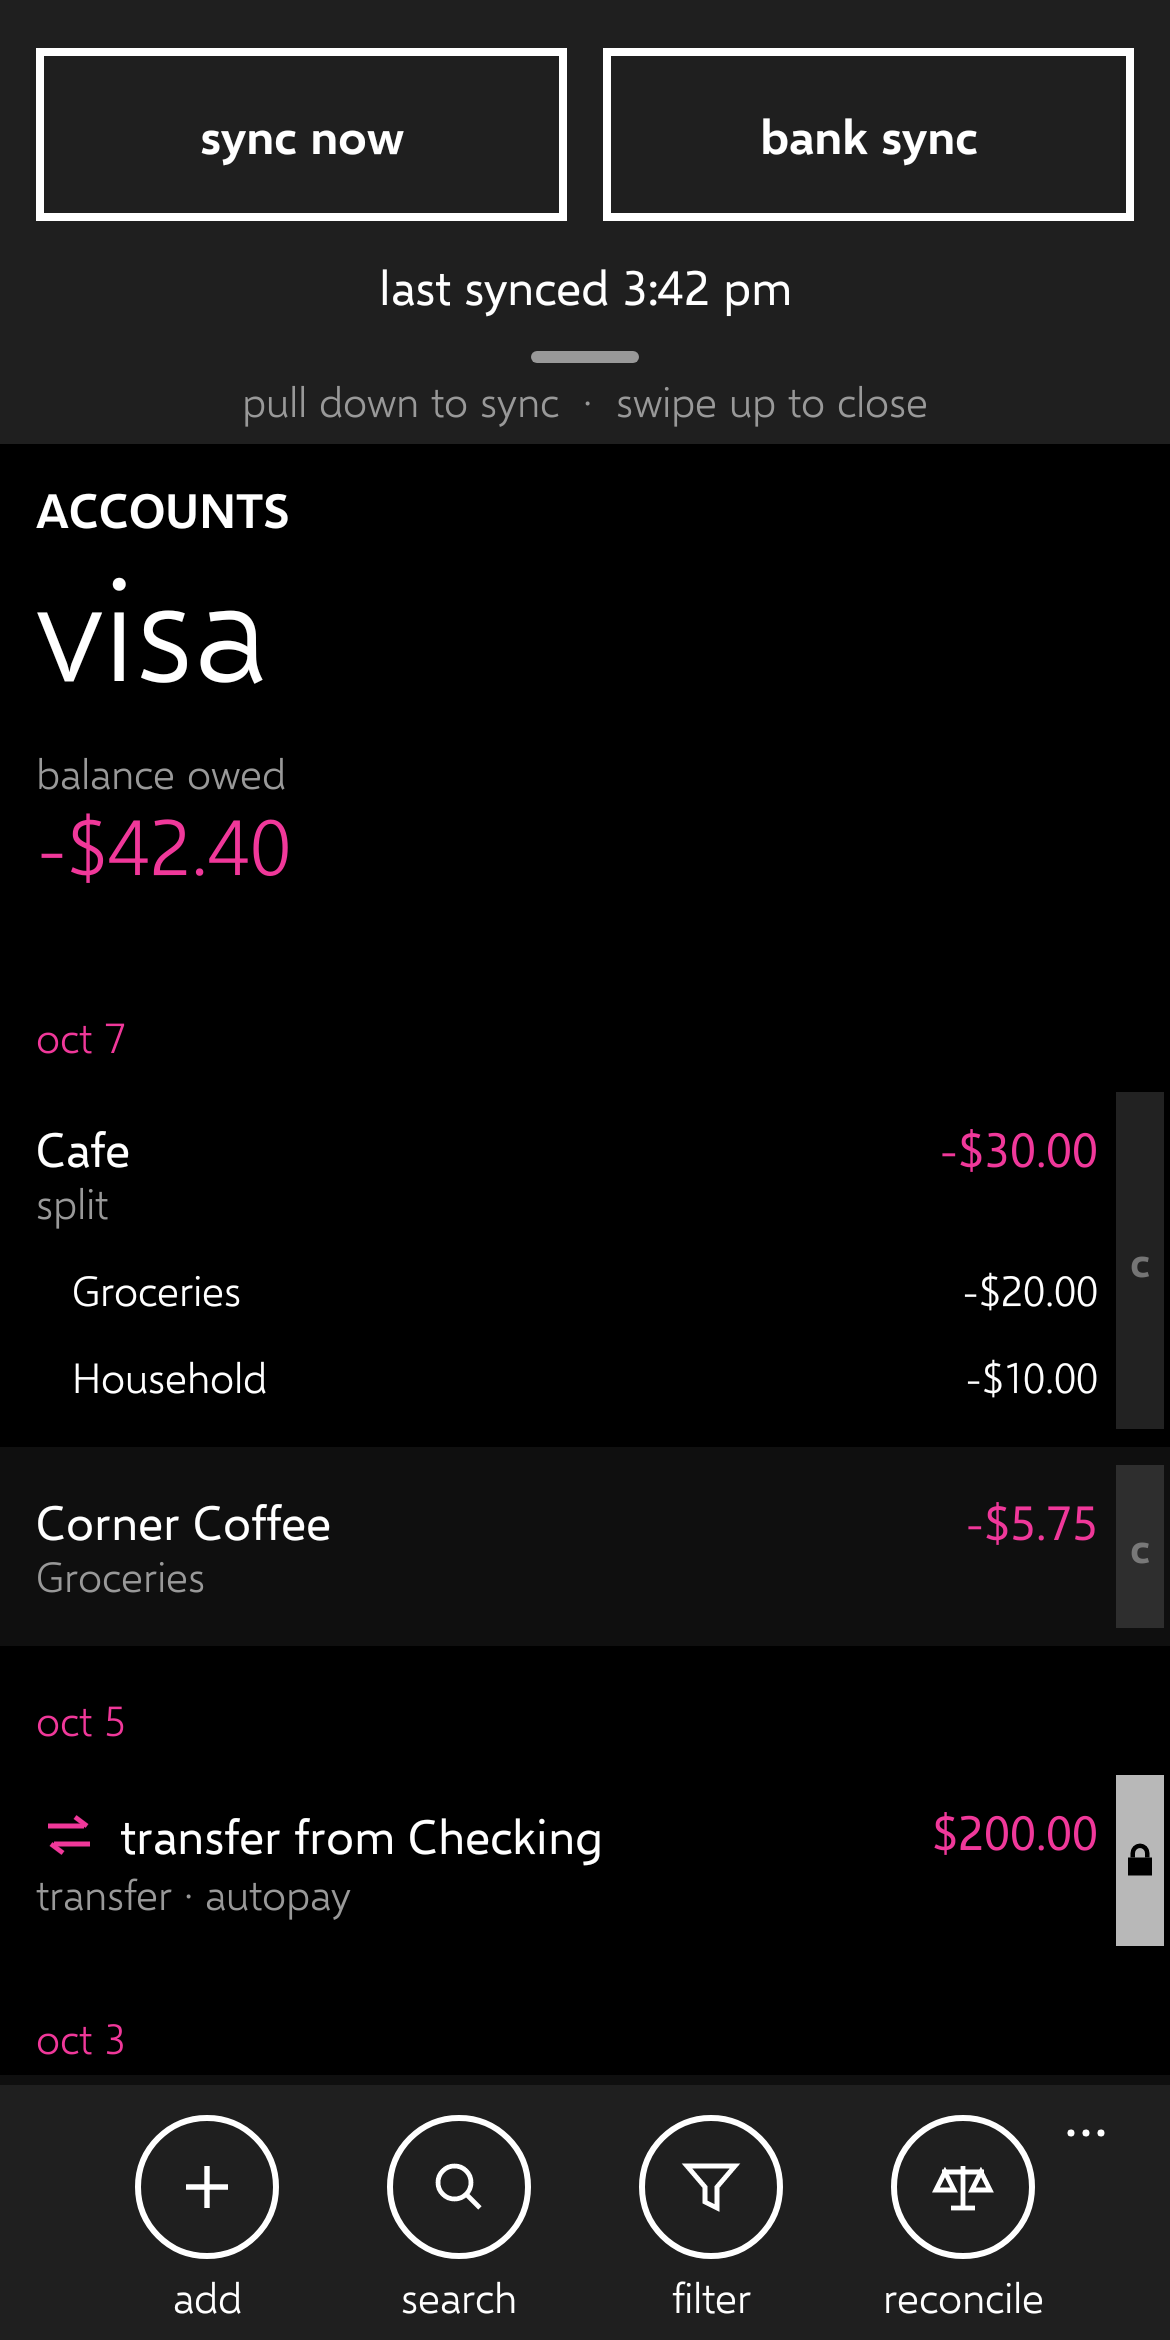 sync now
bank sync
last synced 3:42 pm
pull down to sync · swipe up to close
ACCOUNTS
visa
balance owed
-$42.40
oct 7
Cafe -$30.00
split
c
Groceries -$20.00
Household -$10.00
Corner Coffee -$5.75
c
Groceries
oct 5
transfer from Checking $200.00
transfer · autopay
oct 3
add
search
filter
reconcile